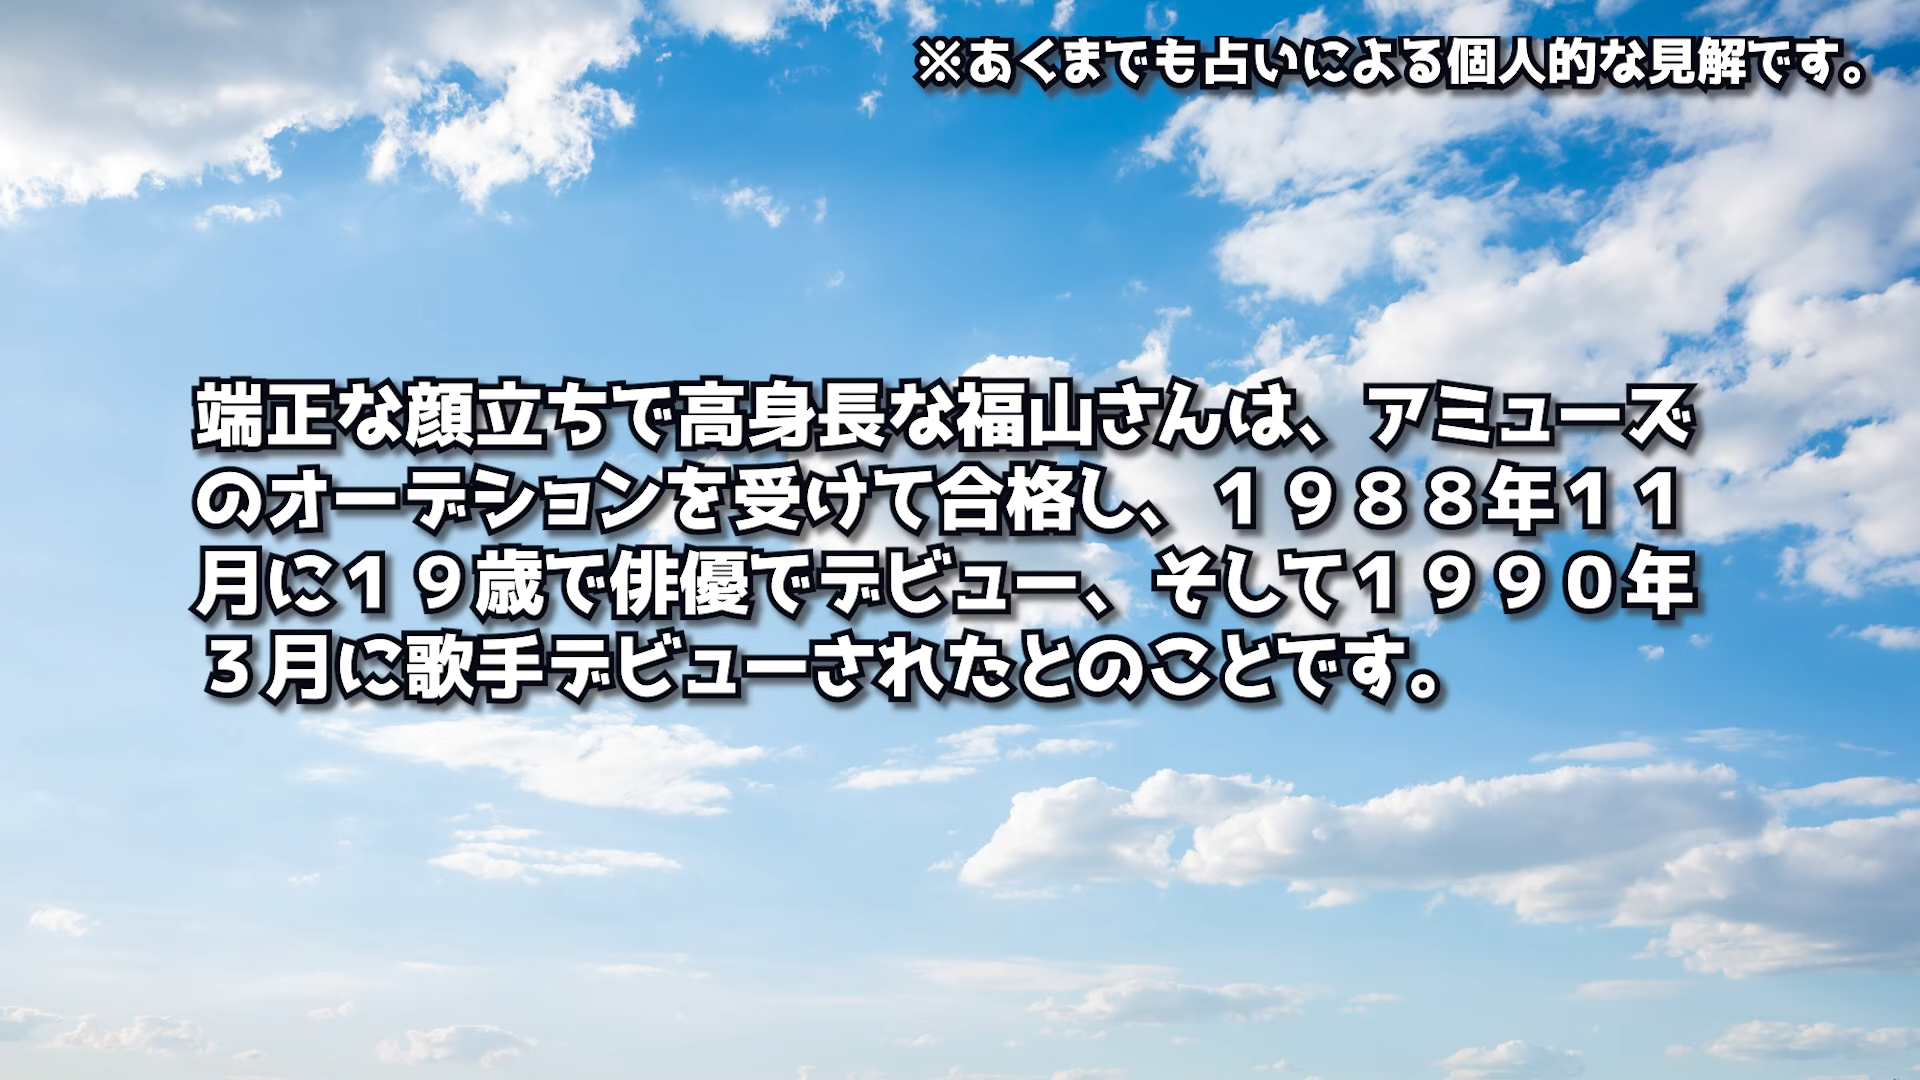 ※あくまでも占いによる個人的な見解です。
端正な顔立ちで高身長な福山さんは、アミューズ
のオーデションを受けて合格し、１９８８年１１
月に１９歳で俳優でデビュー、そして１９９０年
３月に歌手デビューされたとのことです。